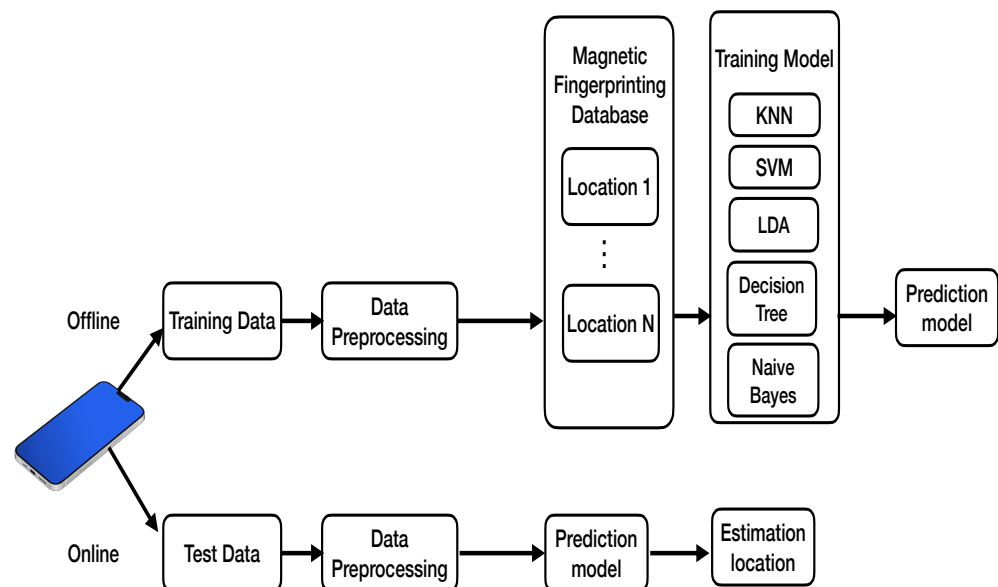 Magnetic
Fingerprinting
Database
Location 1
Location N
Training Model
KNN
SVM
LDA
Decision
Tree
Naive
Bayes
Offline
Training Data
Data
Preprocessing
Prediction
model
Online
Test Data
Data
Preprocessing
Prediction
model
Estimation
location